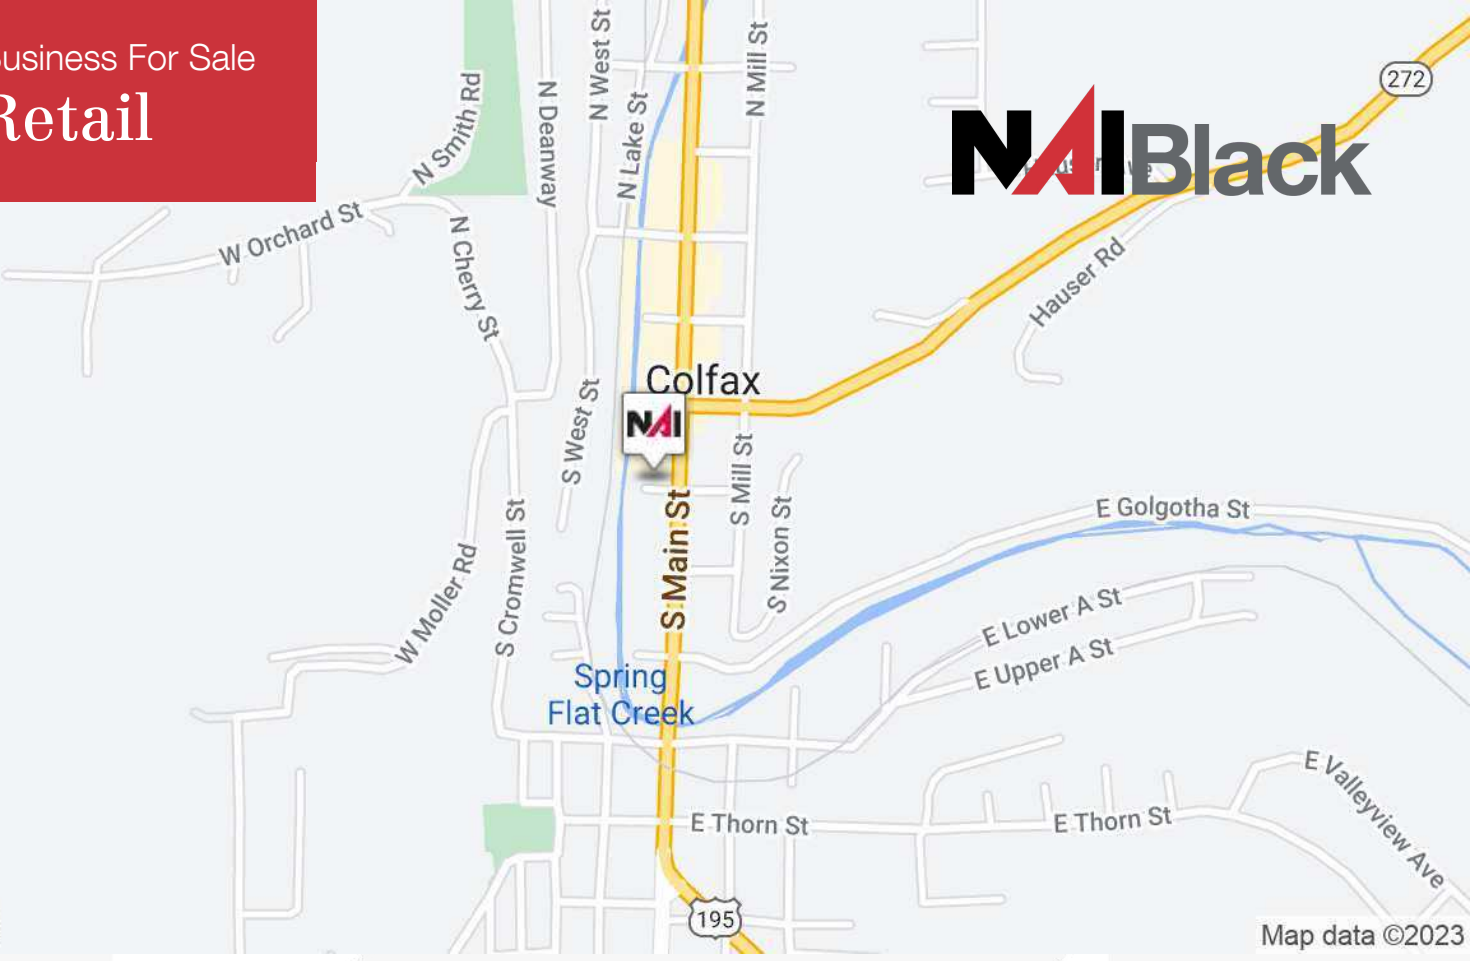 usiness For Sale
Retail
NAIBlack
272
N Smith Rd
N Deanway
N West St
N Lake St
N Mill St
W Orchard St
N Cherry St
Hauser Rd
Colfax
NAI
S West St
S Mill St
S Main St
S Nixon St
S Cromwell St
W Moller Rd
E Golgotha St
E Lower A St
E Upper A St
Spring
Flat Creek
E Thorn St
E Thorn St
E Valleyview Ave
195
Map data ©2023